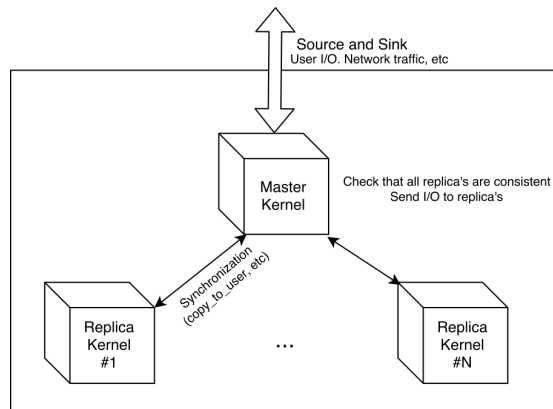 Source and Sink
User I/O. Network traffic, etc
Master
Kernel
Check that all replica's are consistent
Send I/O to replica's
Synchronization
(copy_to_user, etc)
Replica
Kernel
#1
...
Replica
Kernel
#N